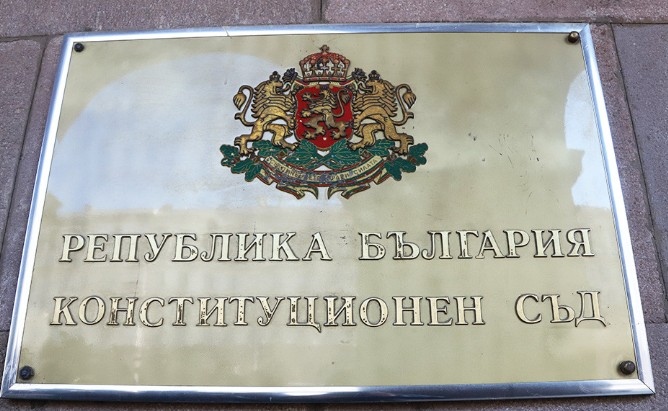 РЕПУБЛИКА БЪЛГАРИЯ
КОНСТИТУЦИОНЕН СЪД